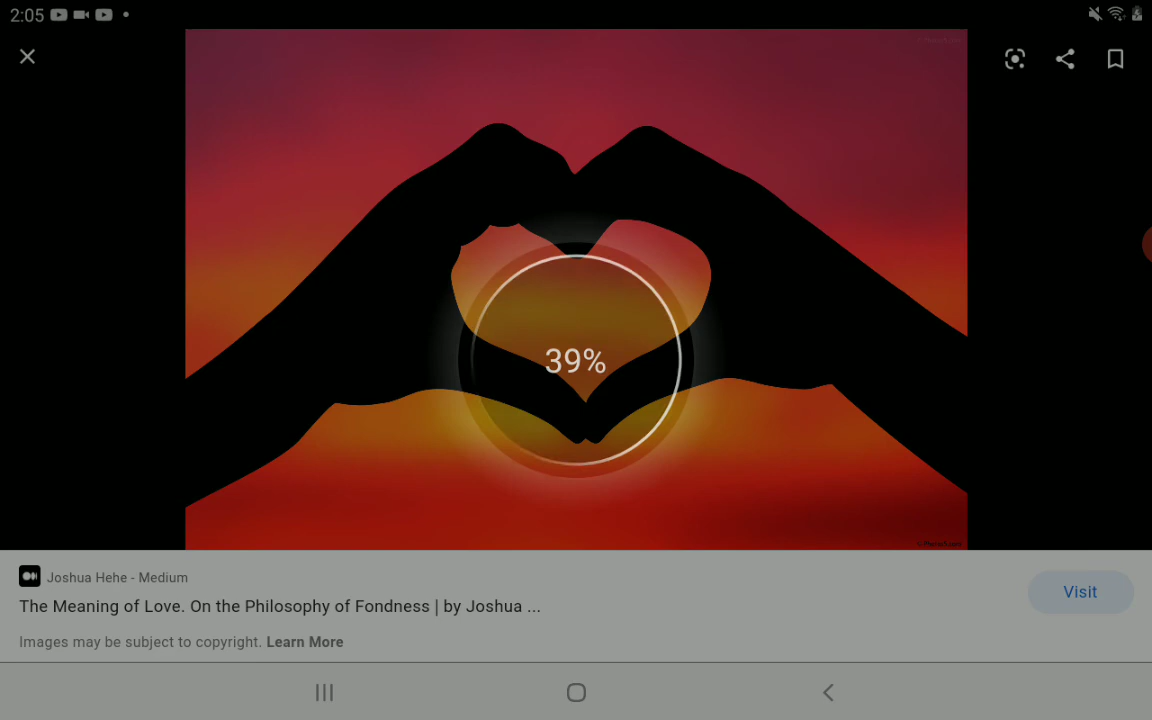 2:05
39%
Joshua Hehe - Medium
The Meaning of Love. On the Philosophy of Fondness | by Joshua ...
Visit
Images may be subject to copyright. Learn More